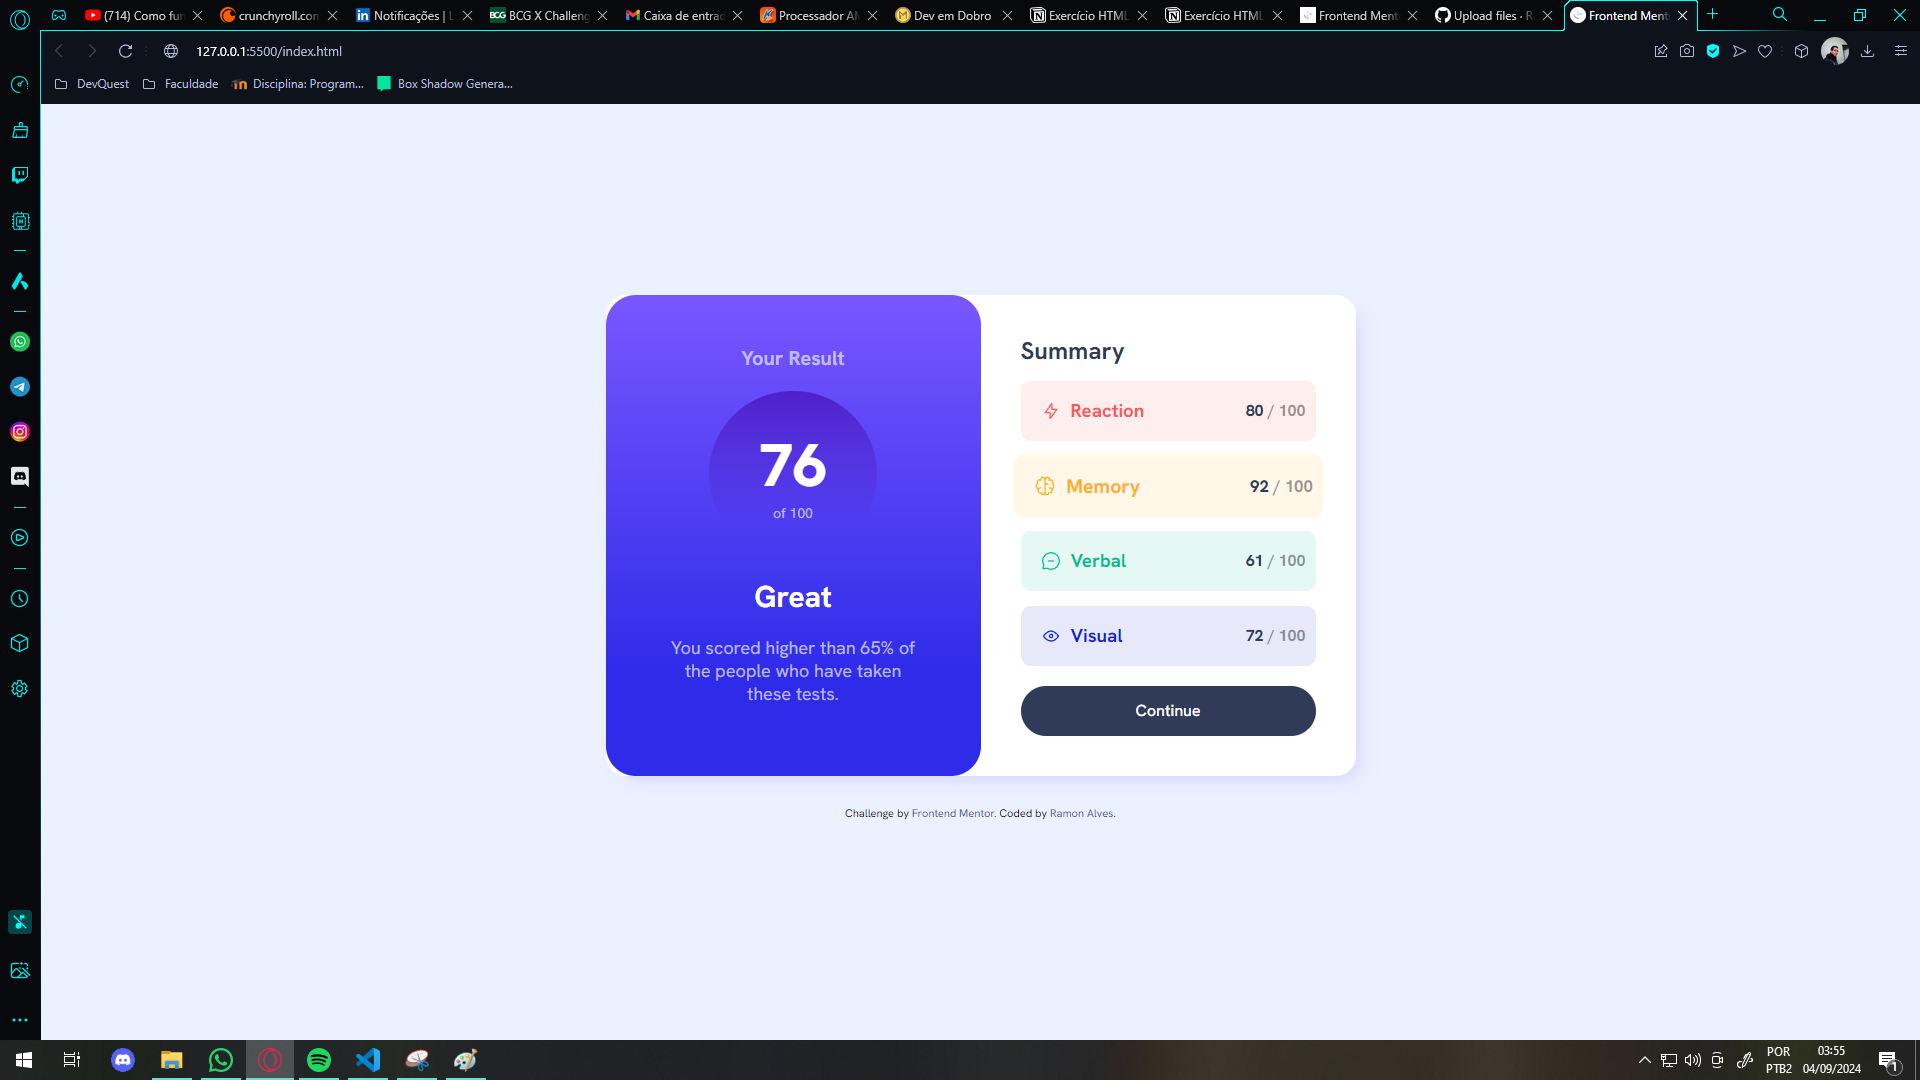 (714) Como fun
crunchyroll.com
Notificações | L
BCG X Challeng
Caixa de entrad
Processador AM
Dev em Dobro
Exercício HTML
Exercício HTML
Frontend Ment
Upload files · R
Frontend Ment
127.0.0.1:5500/index.html
DevQuest
Faculdade
Disciplina: Program...
Box Shadow Genera...
Your Result
76
of 100
Great
You scored higher than 65% of
the people who have taken
these tests.
Summary
Reaction 80 / 100
Memory 92 / 100
Verbal 61 / 100
Visual 72 / 100
Continue
Challenge by Frontend Mentor. Coded by Ramon Alves.
POR
PTB2
03:55
04/09/2024
1